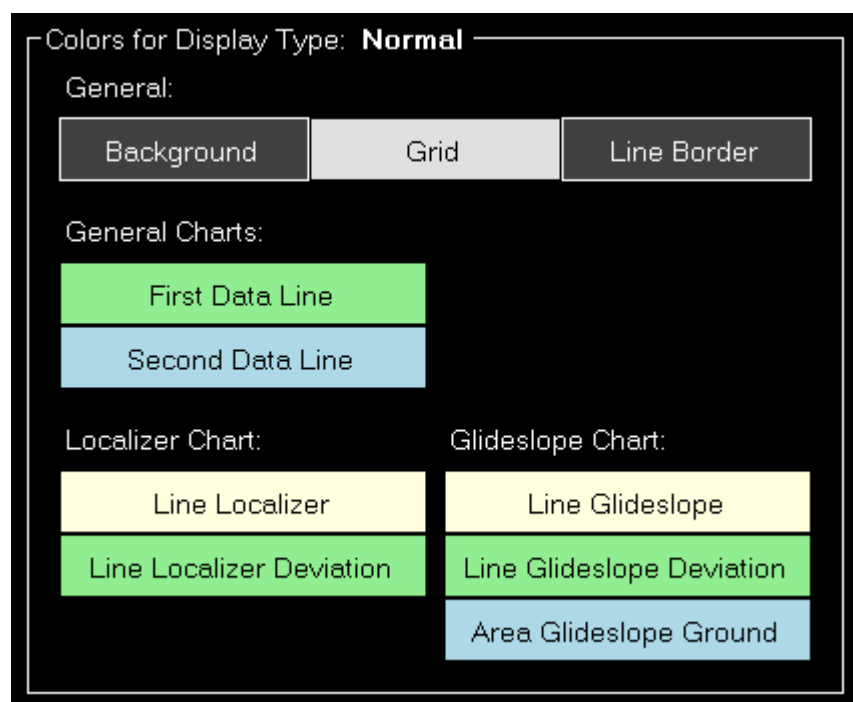 Colors for Display Type: Normal
General:
Background Grid Line Border
General Charts:
First Data Line
Second Data Line
Localizer Chart: Glideslope Chart:
Line Localizer Line Glideslope
Line Localizer Deviation Line Glideslope Deviation
Area Glideslope Ground